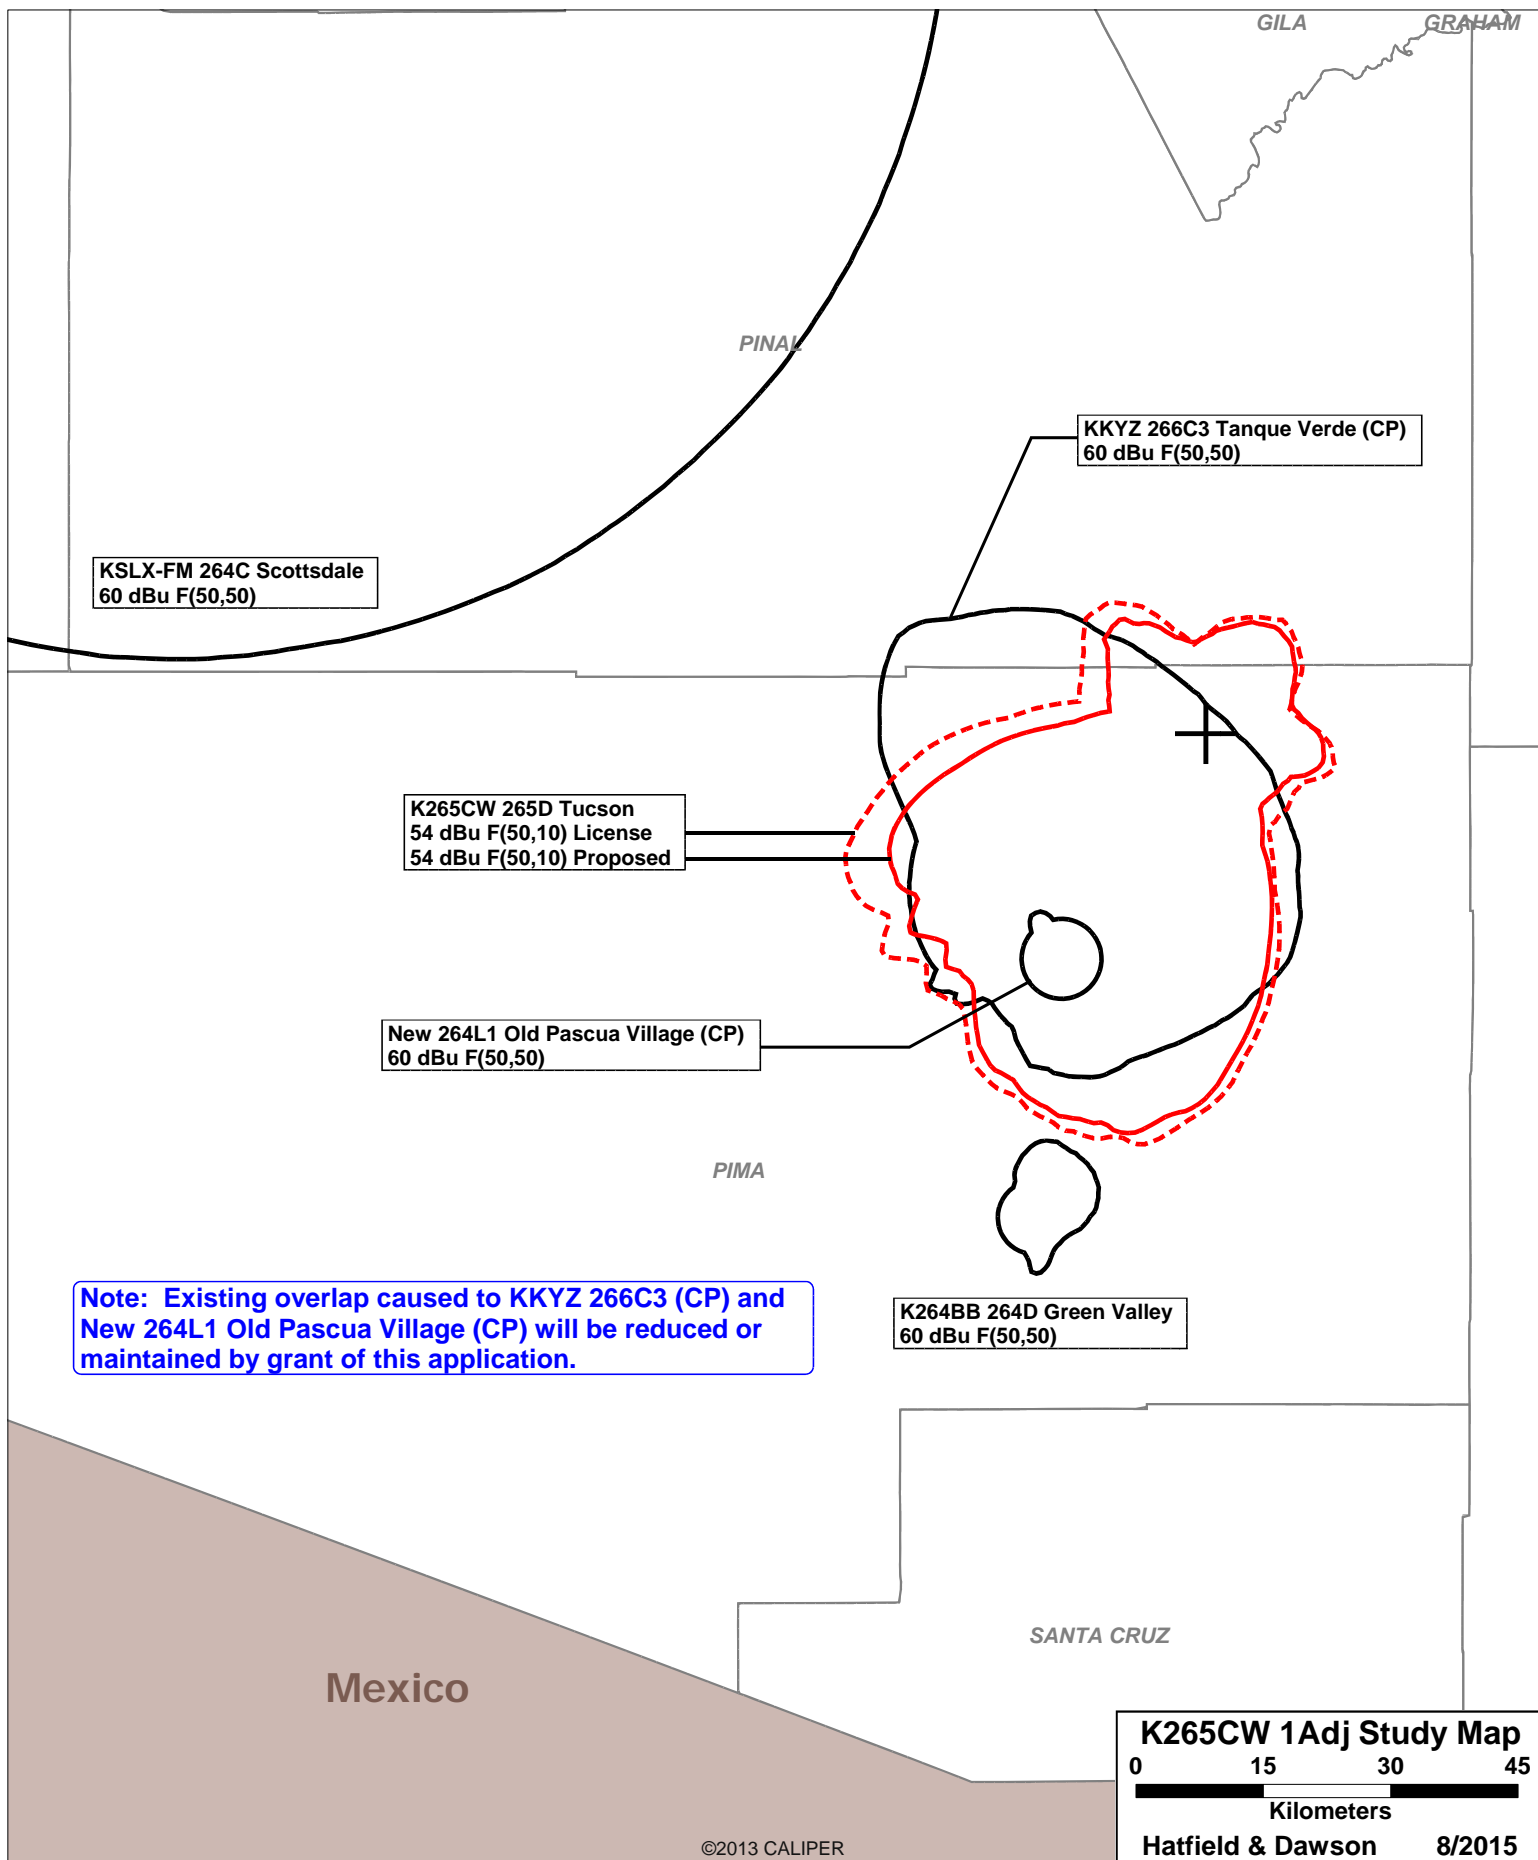 GILA
GRAHAM
PINAL
KKYZ 266C3 Tanque Verde (CP)
60 dBu F(50,50)
KSLX-FM 264C Scottsdale
60 dBu F(50,50)
K265CW 265D Tucson
54 dBu F(50,10) License
54 dBu F(50,10) Proposed
New 264L1 Old Pascua Village (CP)
60 dBu F(50,50)
PIMA
Note:  Existing overlap caused to KKYZ 266C3 (CP) and
New 264L1 Old Pascua Village (CP) will be reduced or
maintained by grant of this application.
K264BB 264D Green Valley
60 dBu F(50,50)
SANTA CRUZ
Mexico
K265CW 1Adj Study Map
0 15 30 45
Kilometers
Hatfield & Dawson 8/2015
©2013 CALIPER